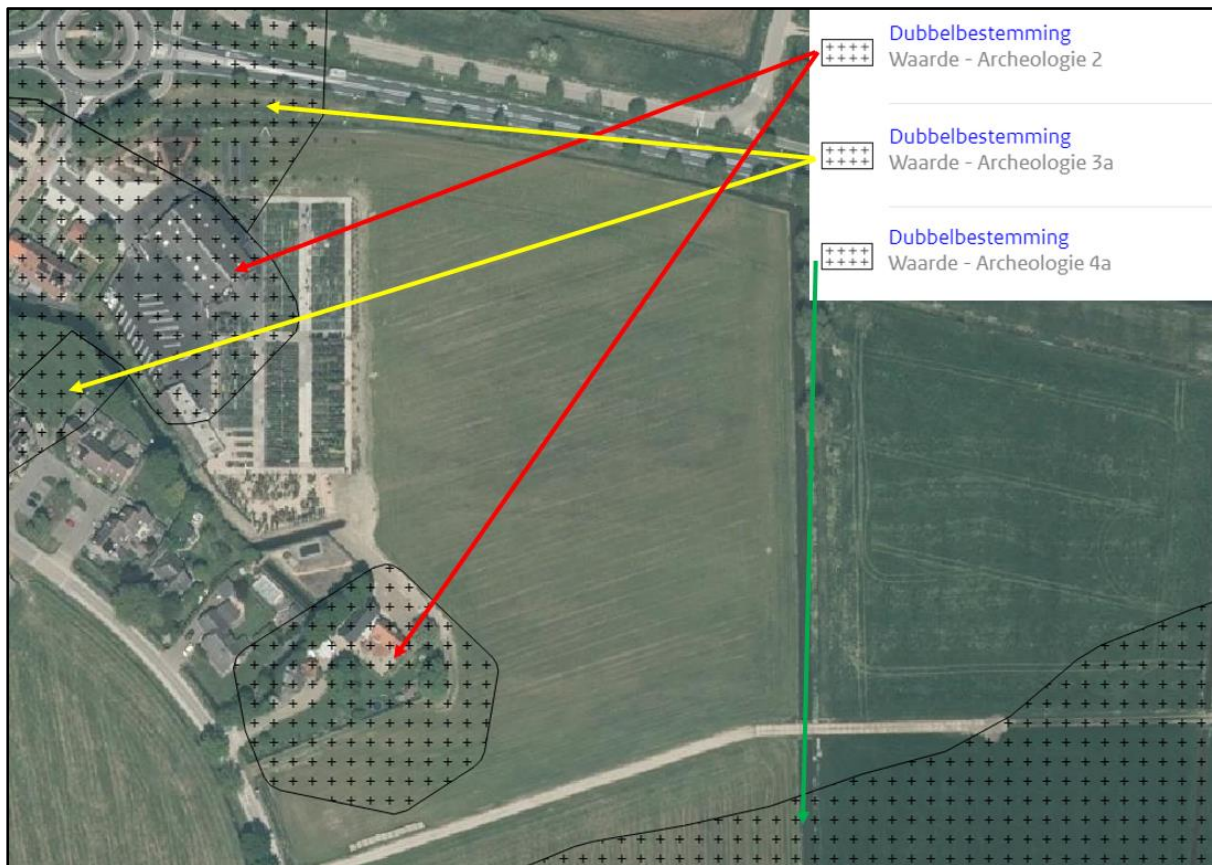 Dubbelbestemming
Waarde - Archeologie 2
Dubbelbestemming
Waarde - Archeologie 3a
Dubbelbestemming
Waarde - Archeologie 4a